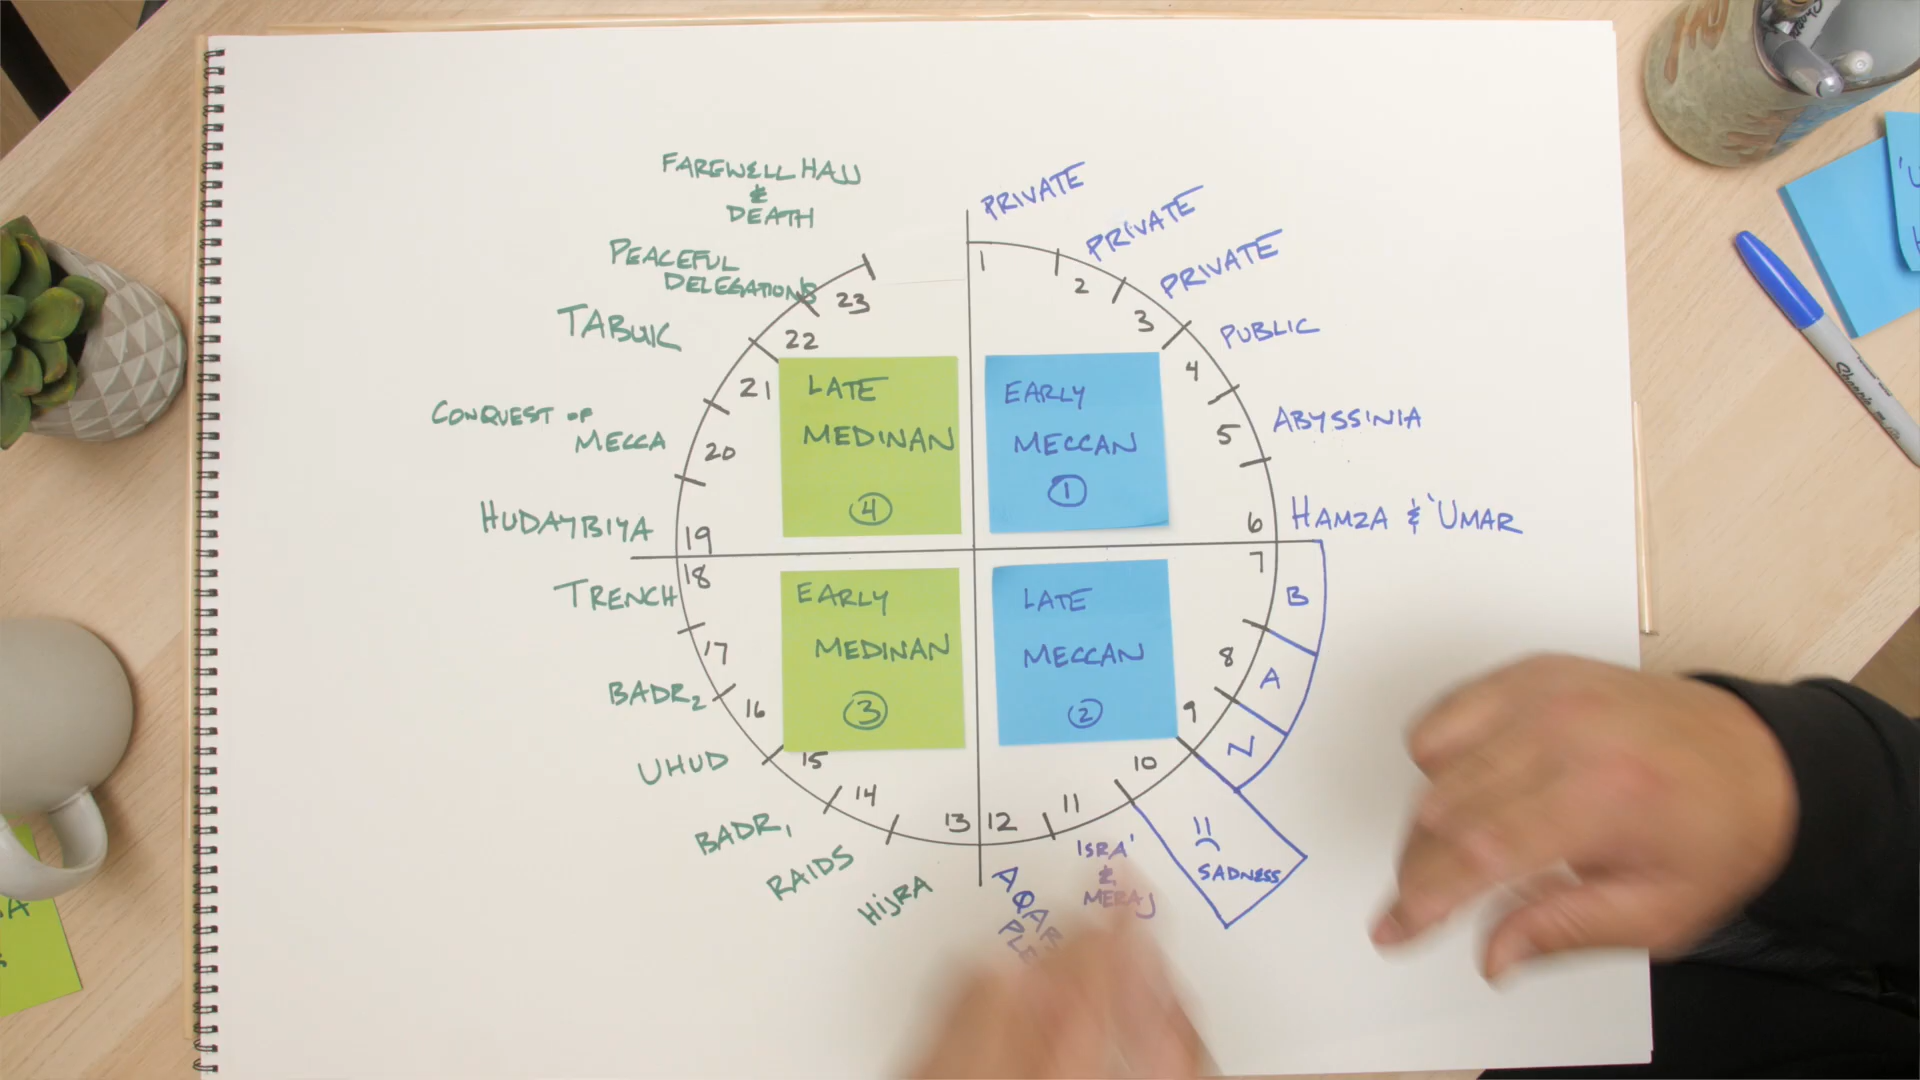 FAREWELL HAJJ
&
DEATH
PEACEFUL
DELEGATIONS
TABUK
CONQUEST OF
MECCA
HUDAYBIYA
TRENCH
BADR2
UHUD
BADR1
RAIDS
HIJRA
PRIVATE
PRIVATE
PRIVATE
PUBLIC
ABYSSINIA
HAMZA & 'UMAR
B
A
N
SADNESS
ISRA'
&
MERAJ
1
2
3
4
5
6
7
8
9
10
11
12
13
14
15
16
17
18
19
20
21
22
23
EARLY
MECCAN
1
LATE
MECCAN
2
EARLY
MEDINAN
3
LATE
MEDINAN
4
Sharpie